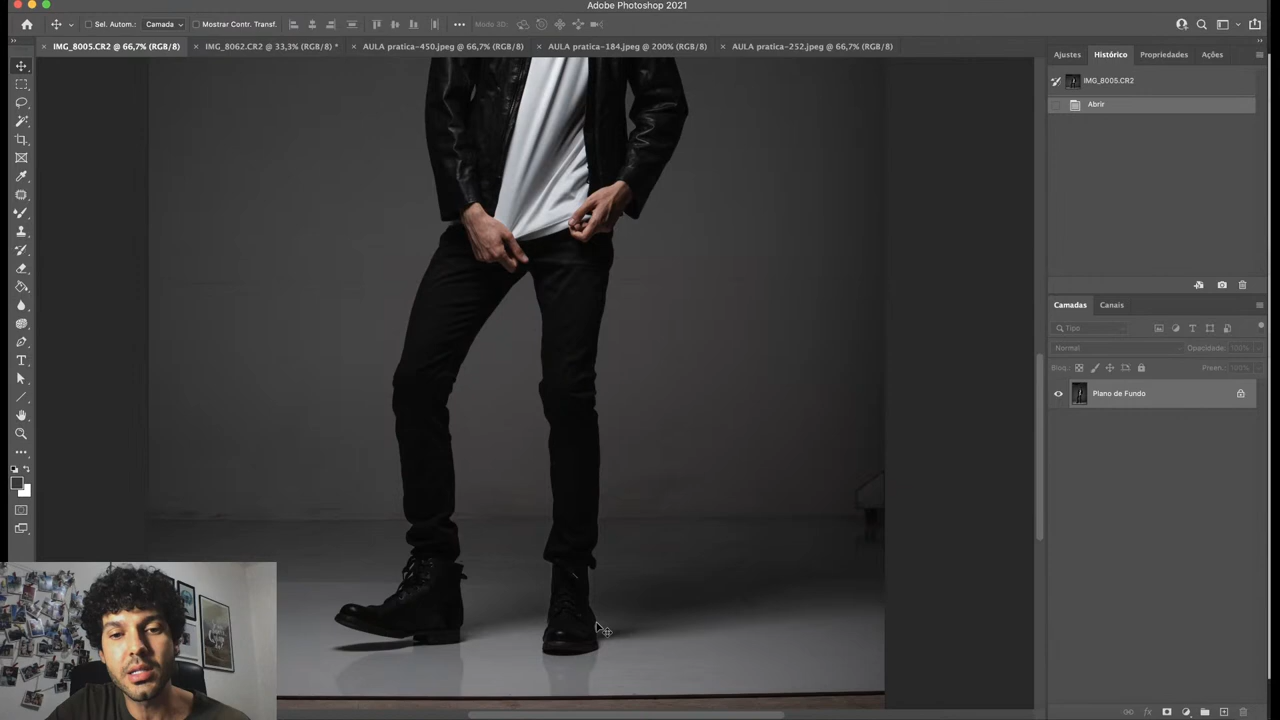 Adobe Photoshop 2021
Sel. Autom.: Camada Mostrar Contr. Transf. Modo 3D:
IMG_8005.CR2 @ 66,7% (RGB/8) IMG_8062.CR2 @ 33,3% (RGB/8) * AULA pratica-450.jpeg @ 66,7% (RGB/8) AULA pratica-184.jpeg @ 200% (RGB/8) AULA pratica-252.jpeg @ 66,7% (RGB/8)
Ajustes Histórico Propriedades Ações
IMG_8005.CR2
Abrir
Camadas Canais
Tipo
Normal Opacidade: 100%
Bloq.: Preen.: 100%
Plano de Fundo